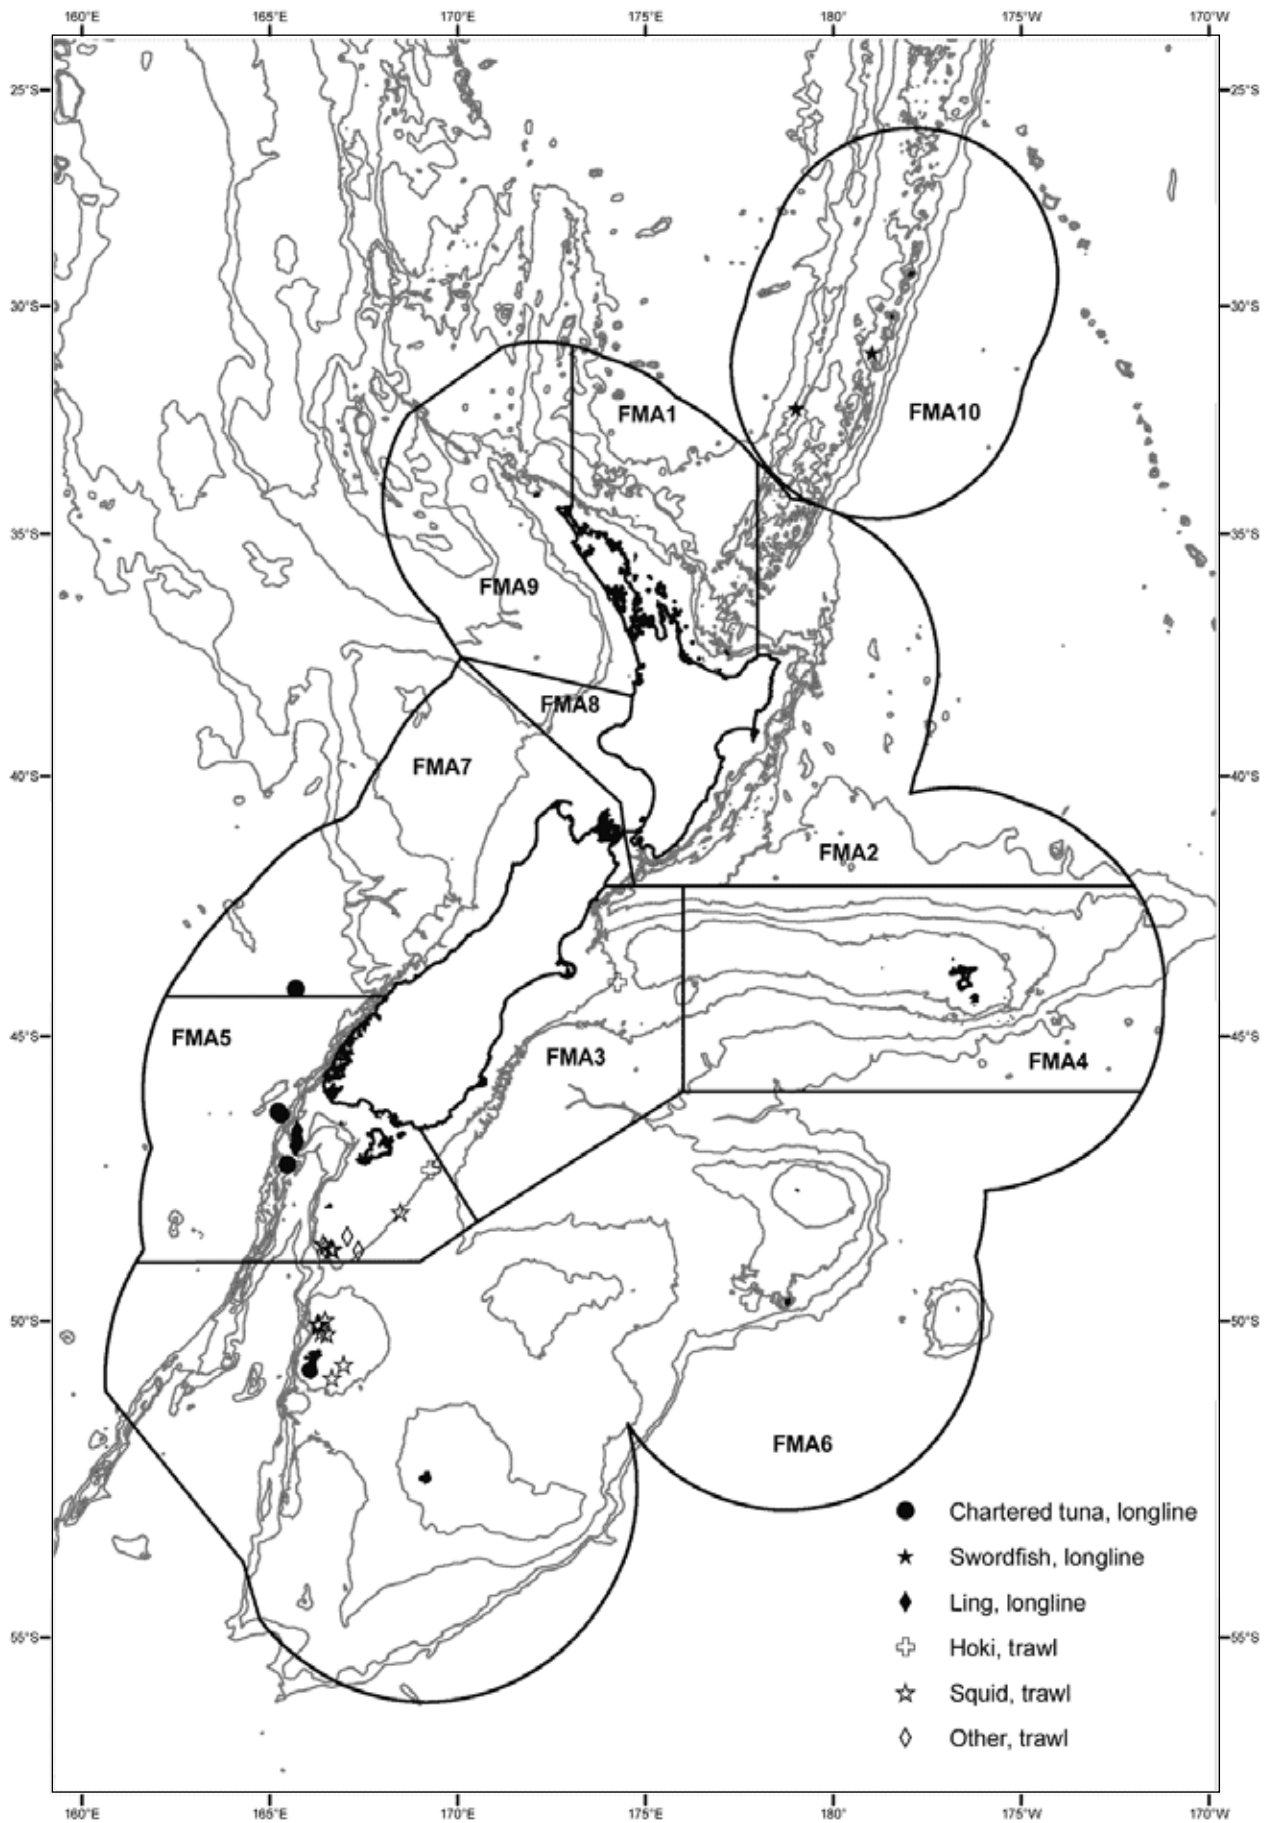 160°E 165°E 170°E 175°E 180° 175°W 170°W
25°S 25°S
30°S 30°S
FMA1
FMA10
35°S 35°S
FMA9
FMA8
FMA7
40°S 40°S
FMA2
FMA5
45°S 45°S
FMA3
FMA4
50°S 50°S
FMA6
Chartered tuna, longline
Swordfish, longline
Ling, longline
55°S 55°S
Hoki, trawl
Squid, trawl
Other, trawl
160°E 165°E 170°E 175°E 180° 175°W 170°W